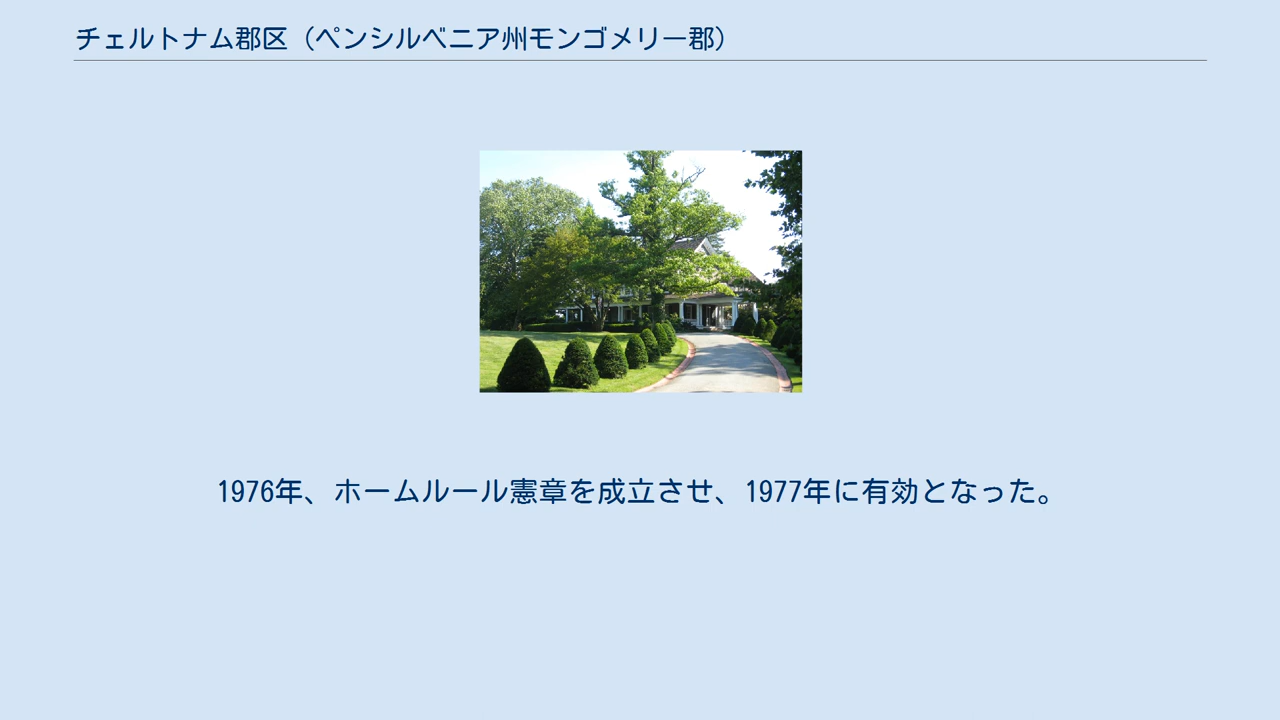 チェルトナム郡区（ペンシルベニア州モンゴメリー郡）
1976年、ホームルール憲章を成立させ、1977年に有効となった。